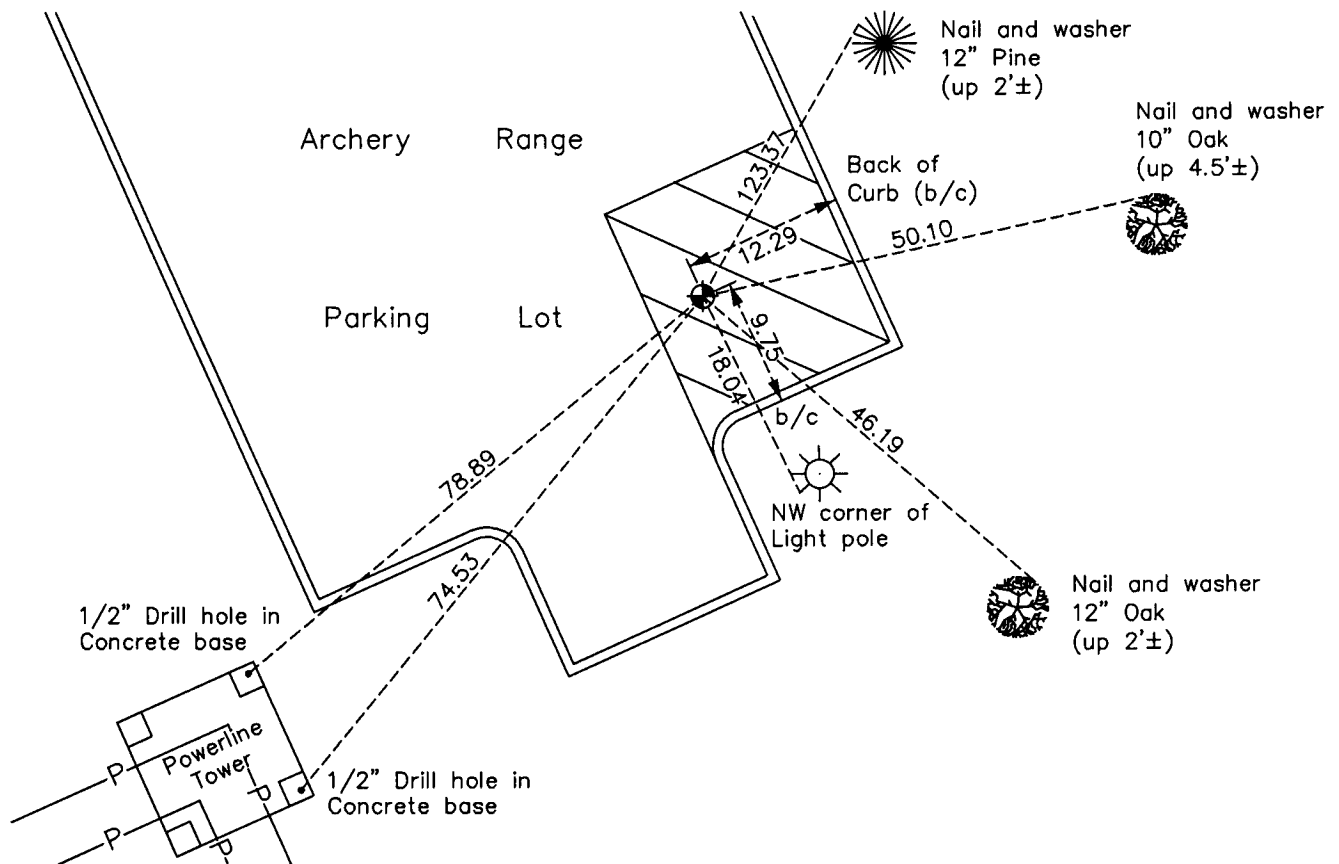 Nail and washer
12" Pine
(up 2'±)
Nail and washer
10" Oak
(up 4.5'±)
Archery Range
Back of
Curb (b/c)
123.37
12.29
50.10
Parking Lot
9.75
18.04
b/c
46.19
78.89
NW corner of
Light pole
74.53
Nail and washer
12" Oak
(up 2'±)
1/2" Drill hole in
Concrete base
Powerline
Tower
1/2" Drill hole in
Concrete base
P
P
P
P